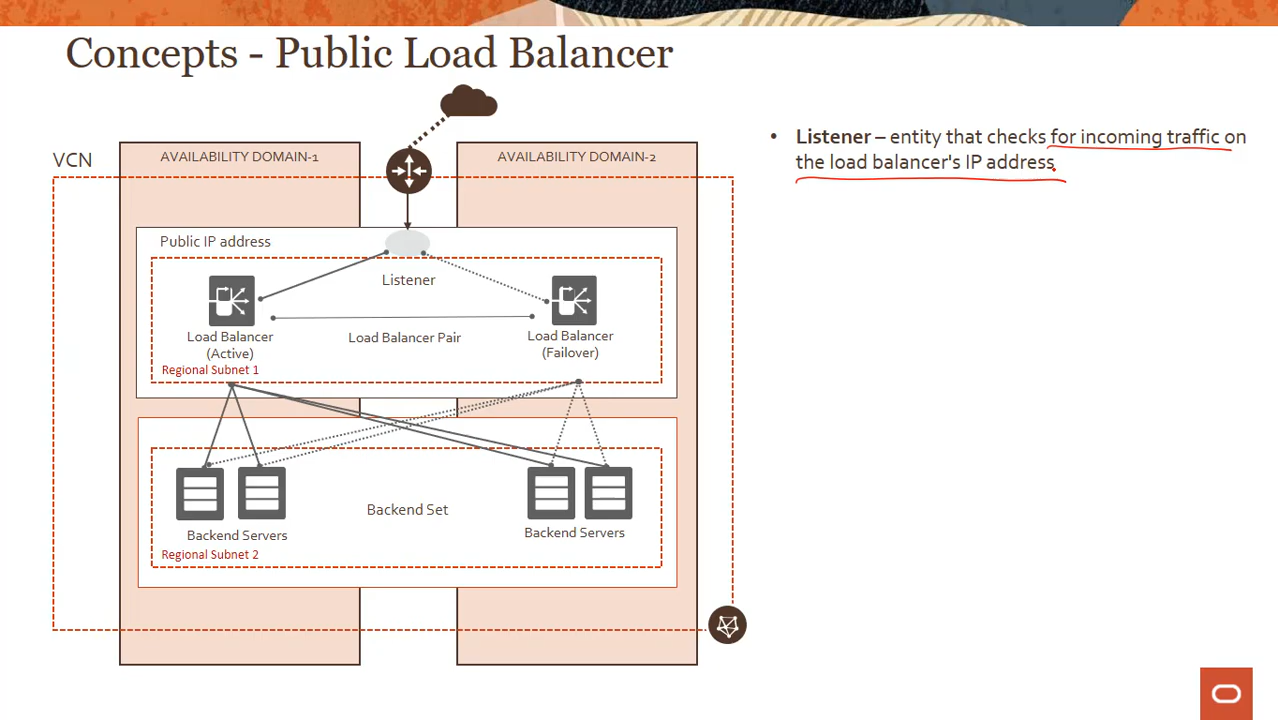 Concepts - Public Load Balancer
VCN
AVAILABILITY DOMAIN-1
AVAILABILITY DOMAIN-2
Public IP address
Listener
Load Balancer
(Active)
Load Balancer Pair
Load Balancer
(Failover)
Regional Subnet 1
Backend Set
Backend Servers
Backend Servers
Regional Subnet 2
• Listener – entity that checks for incoming traffic on
the load balancer's IP address.